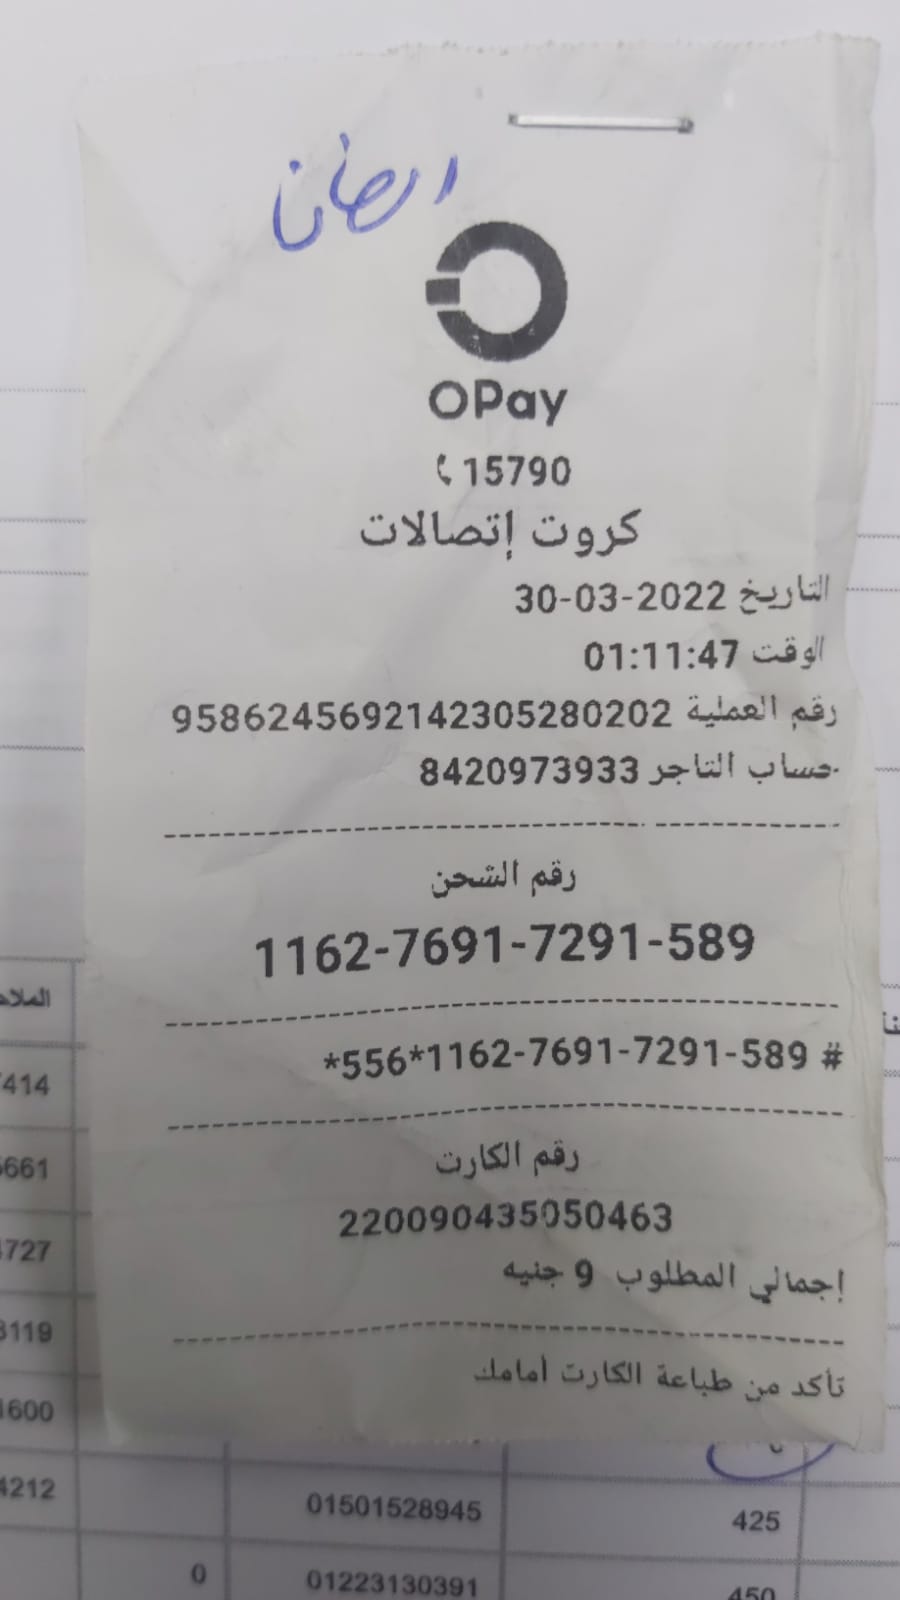 OPay
15790
كروت إتصالات
التاريخ 30-03-2022
الوقت 01:11:47
رقم العملية 9586245692142305280202
حساب التاجر 8420973933
رقم الشحن
1162-7691-7291-589
*556*1162-7691-7291-589 #
رقم الكارت
220090435050463
إجمالي المطلوب 9 جنيه
تأكد من طباعة الكارت أمامك
414
661
727
3119
1600
4212
01501528945
425
0
01223130391
450